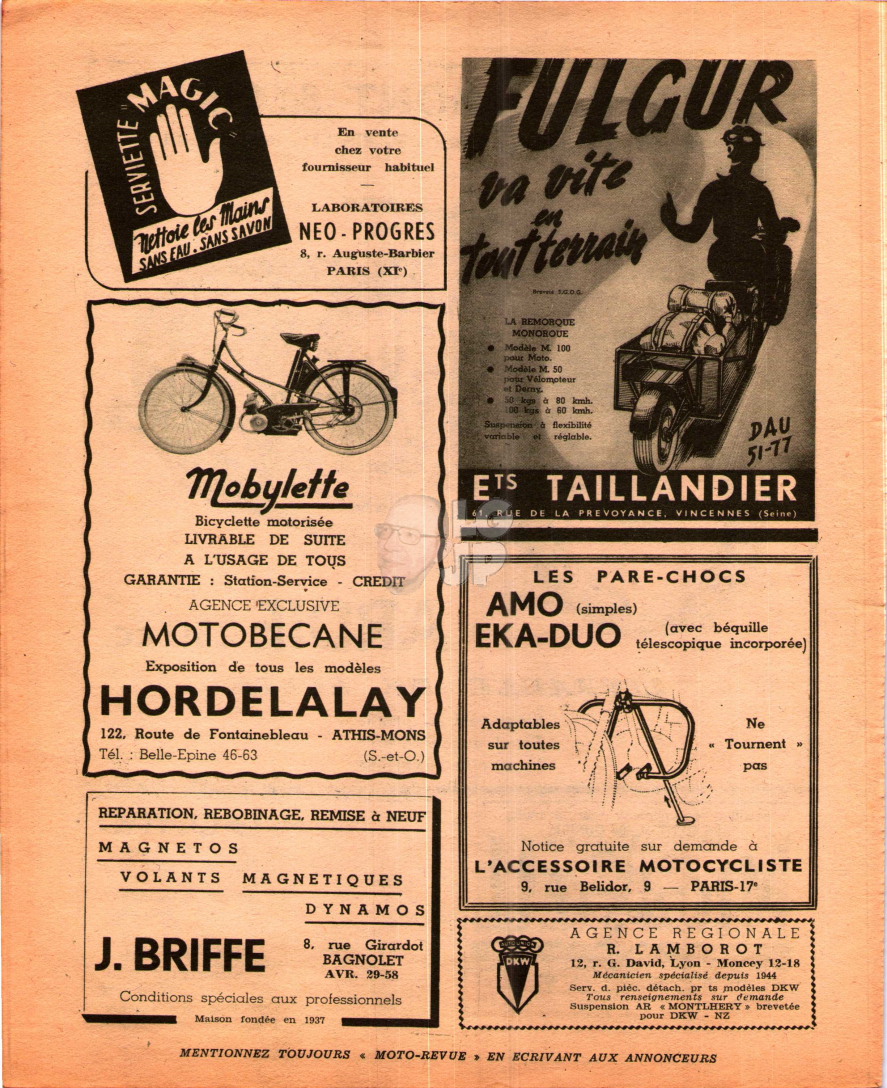 SERVIETTE "MAGIC"
Nettoie les Mains
SANS EAU . SANS SAVON
En vente
chez votre
fournisseur habituel
LABORATOIRES
NEO - PROGRES
8, r. Auguste-Barbier
PARIS (XIe)
Mobylette
Bicyclette motorisée
LIVRABLE DE SUITE
A L'USAGE DE TOUS
GARANTIE : Station-Service - CREDIT
AGENCE EXCLUSIVE
MOTOBECANE
Exposition de tous les modèles
HORDELALAY
122, Route de Fontainebleau - ATHIS-MONS
Tél. : Belle-Epine 46-63 (S.-et-O.)
REPARATION, REBOBINAGE, REMISE à NEUF
MAGNETOS
VOLANTS MAGNETIQUES
DYNAMOS
J. BRIFFE
8, rue Girardot
BAGNOLET
AVR. 29-58
Conditions spéciales aux professionnels
Maison fondée en 1937
FULGUR
va vite
en
tout terrain
Breveté S.G.D.G.
LA REMORQUE
MONOROUE
● Modèle M. 100
pour Moto.
● Modèle M. 50
pour Vélomoteur
et Derny.
● 50 kgs à 80 kmh.
100 kgs à 60 kmh.
Suspension à flexibilité
variable et réglable.
DAU
51-77
ETS TAILLANDIER
61, RUE DE LA PREVOYANCE, VINCENNES (Seine)
LES PARE-CHOCS
AMO (simples)
EKA-DUO (avec béquille
télescopique incorporée)
Adaptables
sur toutes
machines
Ne
« Tournent »
pas
Notice gratuite sur demande à
L'ACCESSOIRE MOTOCYCLISTE
9, rue Belidor, 9 — PARIS-17e
DKW
AGENCE REGIONALE
R. LAMBOROT
12, r. G. David, Lyon - Moncey 12-18
Mécanicien spécialisé depuis 1944
Serv. d. pièc. détach. pr ts modèles DKW
Tous renseignements sur demande
Suspension AR « MONTLHERY » brevetée
pour DKW - NZ
MENTIONNEZ TOUJOURS « MOTO-REVUE » EN ECRIVANT AUX ANNONCEURS